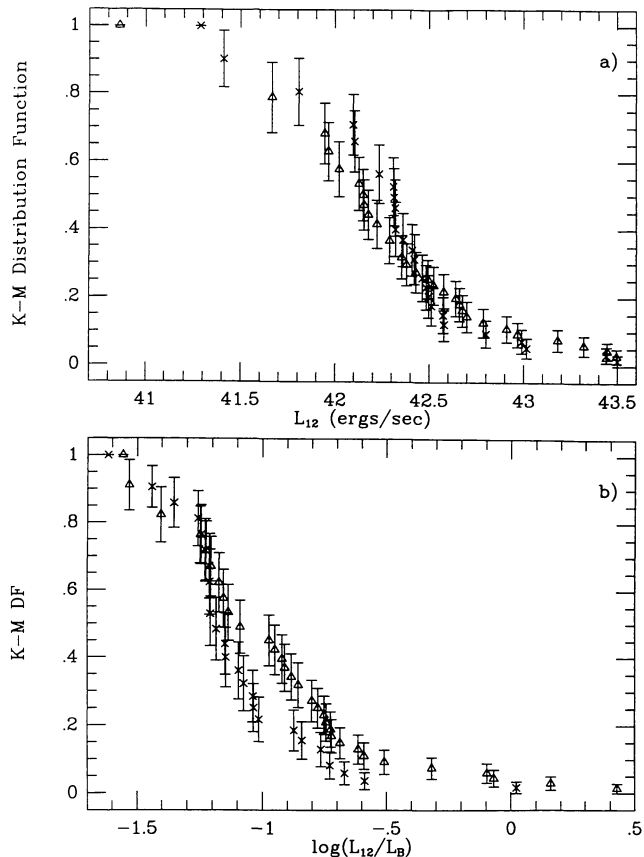 a)
K-M Distribution Function
1
.8
.6
.4
.2
0
41 41.5 42 42.5 43 43.5
L₁₂ (ergs/sec)
b)
K-M DF
1
.8
.6
.4
.2
0
-1.5 -1 -.5 0 .5
log(L₁₂/L_B)